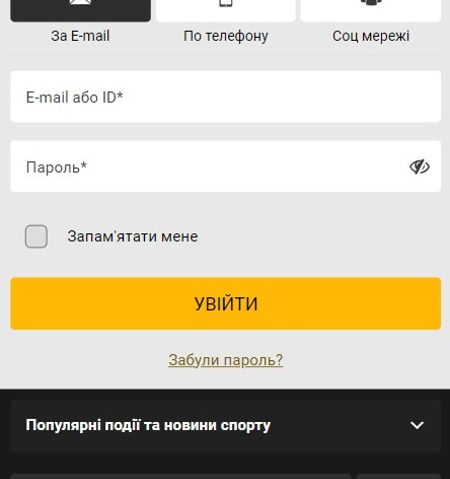 За E-mail
По телефону
Соц мережі
E-mail або ID*
Пароль*
Запам'ятати мене
УВІЙТИ
Забули пароль?
Популярні події та новини спорту